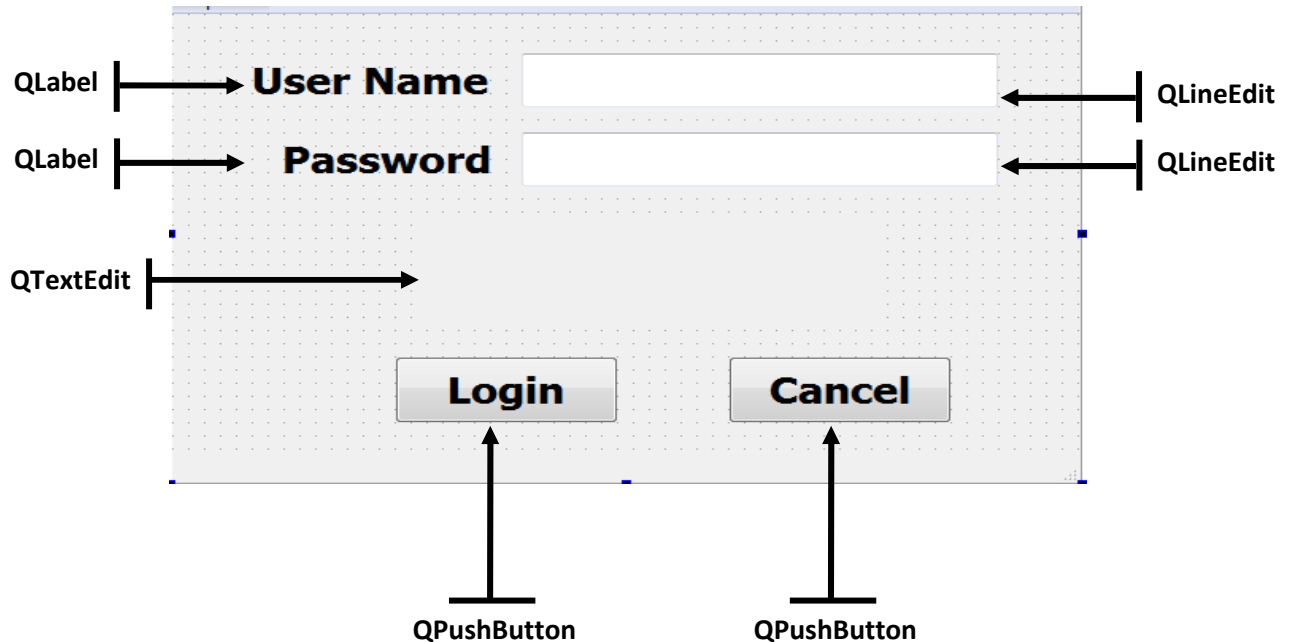 QLabel
User Name
QLineEdit
QLabel
Password
QLineEdit
QTextEdit
Login
Cancel
QPushButton
QPushButton